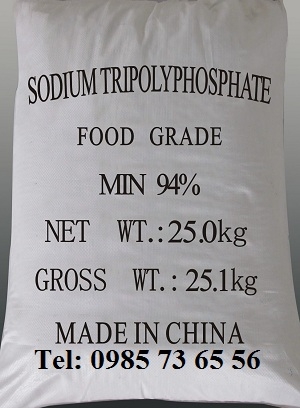 SODIUM TRIPOLYPHOSPHATE
FOOD GRADE
MIN 94%
NET WT.: 25.0kg
GROSS WT.: 25.1kg
MADE IN CHINA
Tel: 0985 73 65 56